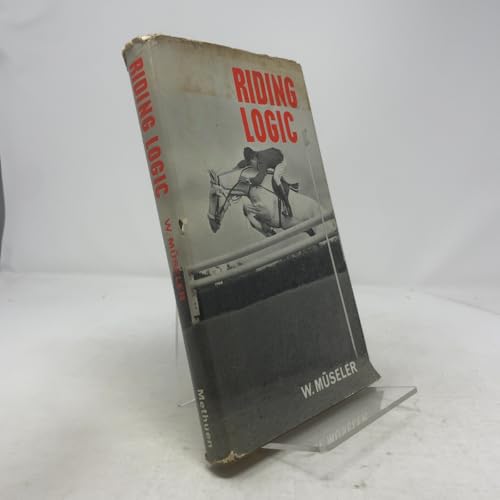 RIDING LOGIC
W. MÜSELER
Methuen
RIDING
LOGIC
W. MÜSELER